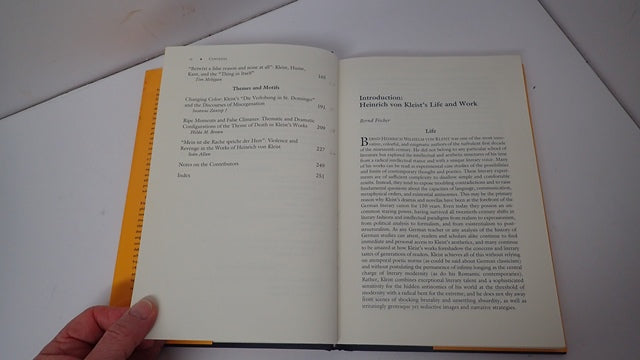 CONTENTS
"Betwixt a false reason and none at all": Kleist, Hume,
Kant, and the "Thing in Itself"
Tim Mehigan
165
Themes and Motifs
Changing Color: Kleist's "Die Verlobung in St. Domingo"
and the Discourses of Miscegenation
Susanne Zantop †
191
Ripe Moments and False Climaxes: Thematic and Dramatic
Configurations of the Theme of Death in Kleist's Works
Hilda M. Brown
209
"Mein ist die Rache spricht der Herr": Violence and
Revenge in the Works of Heinrich von Kleist
Seán Allan
227
Notes on the Contributors
249
Index
251
Introduction:
Heinrich von Kleist's Life and Work
Bernd Fischer
Life
BERND HEINRICH WILHELM VON KLEIST was one of the most inno-
vative, colorful, and enigmatic authors of the turbulent first decade
of the nineteenth century. He did not belong to any particular school of
literature but explored the intellectual and aesthetic structures of his time
from a radical intellectual stance and with a unique literary voice. Many
of his works can be read as experimental case studies of the possibilities
and forms of contemporary thought and poetics. These literary experi-
ments are of sufficient complexity to disallow simple and comfortable
results. Instead, they tend to expose troubling contradictions and to raise
fundamental questions about the capacities of language, communication,
metaphysical orders, and existential autonomies. This may be the primary
reason why Kleist's dramas and novellas have been at the forefront of the
German literary canon for 150 years. Even today they possess an un-
common staying power, having survived all twentieth-century shifts in
literary fashions and intellectual paradigms from realism to expressionism,
from political analysis to formalism, and from existentialism to post-
structuralism. As any German teacher or any analysis of the history of
German studies can attest, readers and scholars alike continue to find
immediate and personal access to Kleist's aesthetics, and many continue
to be amazed at how Kleist's works foreshadow the concerns and literary
tastes of generations of readers. Kleist achieves all of this without relying
on atemporal poetic norms (as could be said about German classicism)
and without postulating the permanence of infinite longing as the central
charge of literary modernity (as do his Romantic contemporaries).
Rather, Kleist combines exceptional literary talent and a sophisticated
sensitivity for the hidden antinomies of his world at the threshold of
modernity with a radical bent for the extreme, and he does not shy away
from scenes of shocking brutality and unsettling absurdity, as well as
irritatingly grotesque yet seductive images and narrative strategies.